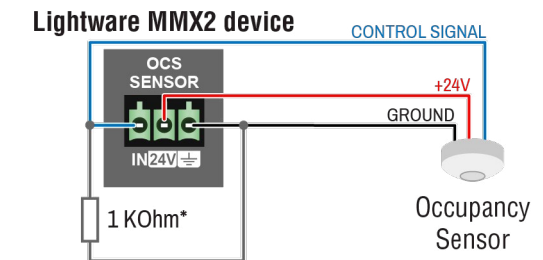 Lightware MMX2 device
CONTROL SIGNAL
OCS
SENSOR
+24V
GROUND
IN 24V
1 KOhm*
Occupancy
Sensor